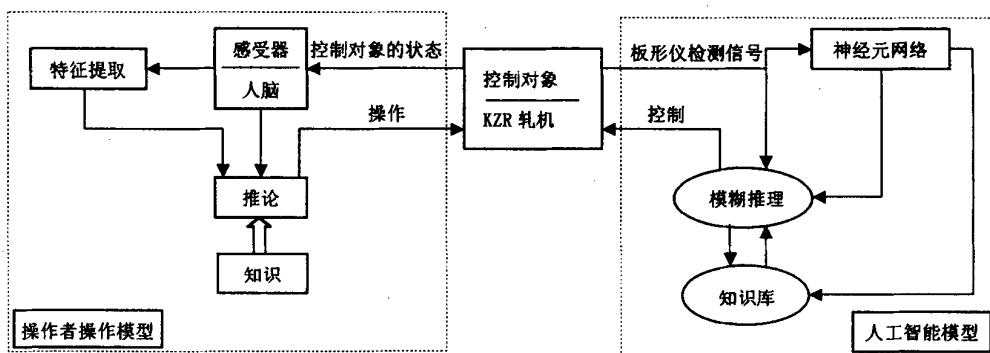 感受器
人脑
特征提取
控制对象的状态
操作
推论
知识
操作者操作模型
控制对象
KZR 轧机
板形仪检测信号
控制
神经元网络
模糊推理
知识库
人工智能模型